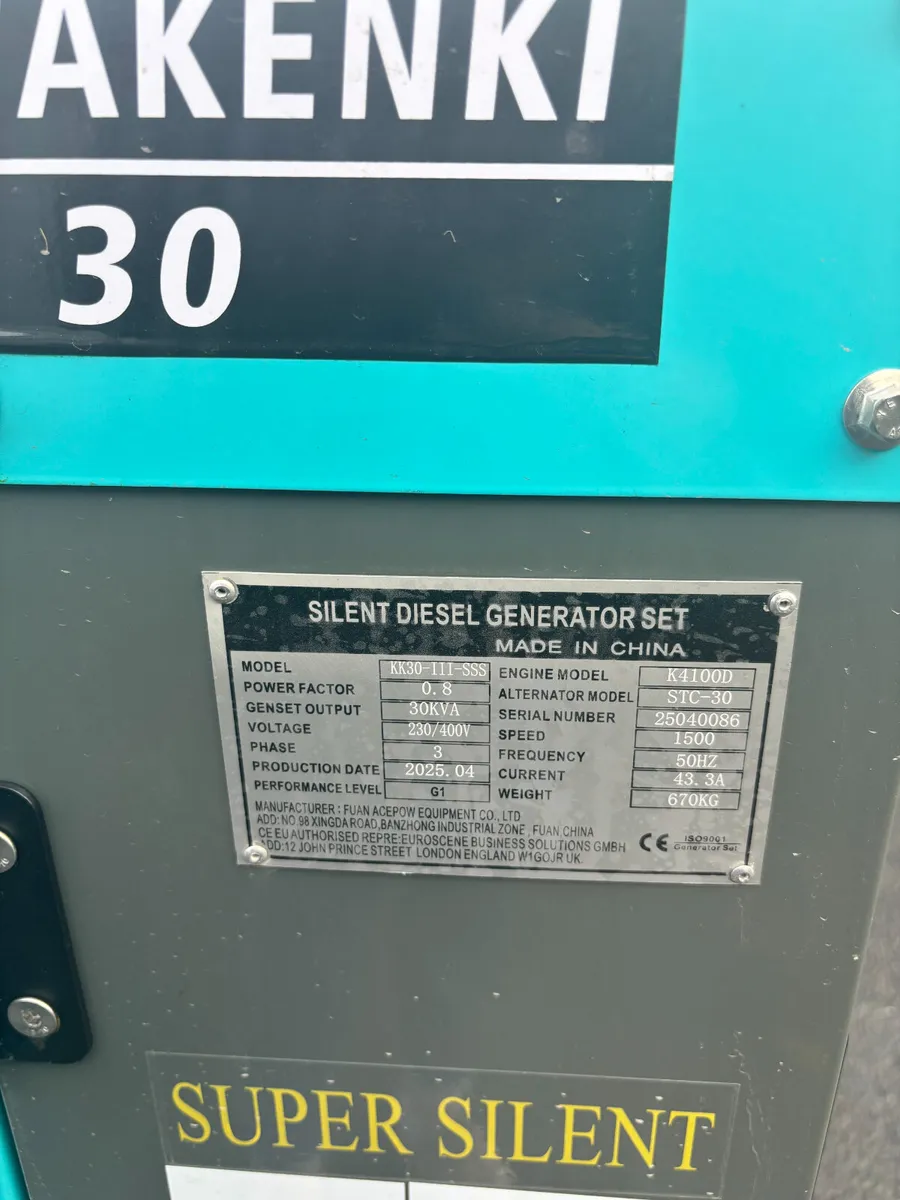 AKENKI
30
SILENT DIESEL GENERATOR SET
MADE IN CHINA
MODEL KK30-III-SSS ENGINE MODEL K4100D
POWER FACTOR 0.8 ALTERNATOR MODEL STC-30
GENSET OUTPUT 30KVA SERIAL NUMBER 25040086
VOLTAGE 230/400V SPEED 1500
PHASE 3 FREQUENCY 50HZ
PRODUCTION DATE 2025.04 CURRENT 43.3A
PERFORMANCE LEVEL G1 WEIGHT 670KG
MANUFACTURER: FUAN ACEPOW EQUIPMENT CO., LTD
ADD: NO.98 XINGDA ROAD, BANZHONG INDUSTRIAL ZONE, FUAN, CHINA
CE EU AUTHORISED REPRE: EUROSCENE BUSINESS SOLUTIONS GMBH
ADD: 12 JOHN PRINCE STREET LONDON ENGLAND W1G0JR UK.
CE ISO9001
Generator Set
SUPER SILENT